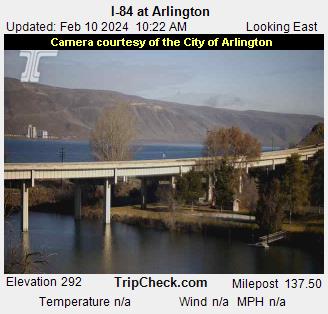 I-84 at Arlington
Updated: Feb 10 2024 10:22 AM Looking East
Camera courtesy of the City of Arlington
Elevation 292 TripCheck.com Milepost 137.50
Temperature n/a Wind n/a MPH n/a